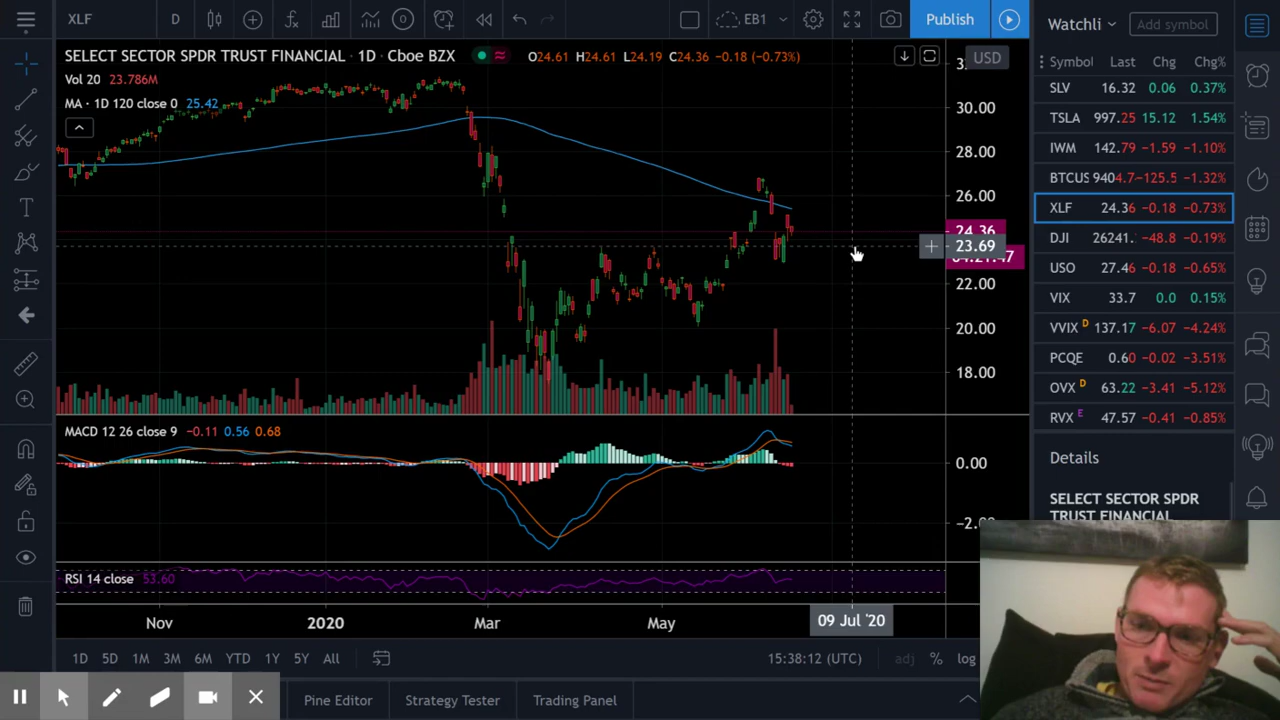 XLF D EB1 Publish
SELECT SECTOR SPDR TRUST FINANCIAL · 1D · Cboe BZX O24.61 H24.61 L24.19 C24.36 −0.18 (−0.73%) USD
Vol 20 23.786M
MA · 1D 120 close 0 25.42
30.00
28.00
26.00
24.36
23.69
22.00
20.00
18.00
MACD 12 26 close 9 −0.11 0.56 0.68
0.00
RSI 14 close 53.60
Nov 2020 Mar May 09 Jul '20
1D 5D 1M 3M 6M YTD 1Y 5Y All 15:38:12 (UTC) adj % log
Pine Editor Strategy Tester Trading Panel
Watchli Add symbol
Symbol Last Chg Chg%
SLV 16.32 0.06 0.37%
TSLA 997.25 15.12 1.54%
IWM 142.79 −1.59 −1.10%
BTCUS 9404.7 −125.5 −1.32%
XLF 24.36 −0.18 −0.73%
DJI 26241. −48.8 −0.19%
USO 27.46 −0.18 −0.65%
VIX 33.7 0.0 0.15%
VVIX D 137.17 −6.07 −4.24%
PCQE 0.60 −0.02 −3.51%
OVX D 63.22 −3.41 −5.12%
RVX E 47.57 −0.41 −0.85%
Details
SELECT SECTOR SPDR
TRUST FINANCIAL